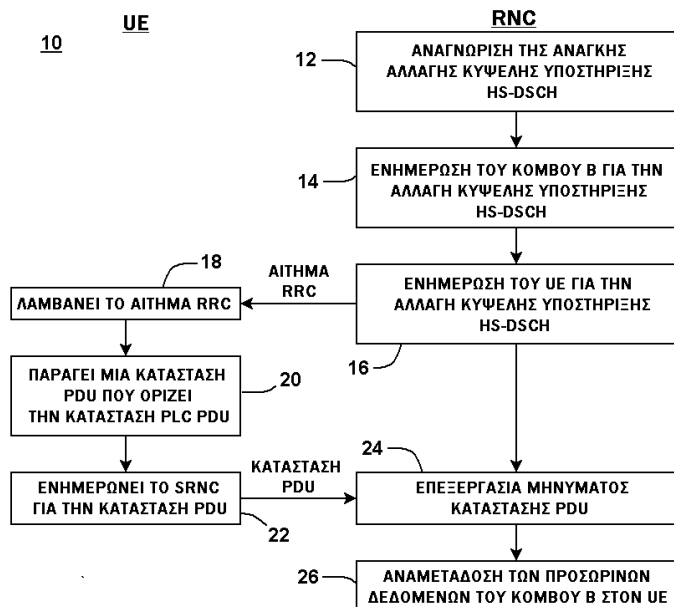 UE
RNC
10
12
ΑΝΑΓΝΩΡΙΣΗ ΤΗΣ ΑΝΑΓΚΗΣ
ΑΛΛΑΓΗΣ ΚΥΨΕΛΗΣ ΥΠΟΣΤΗΡΙΞΗΣ
HS-DSCH
14
ΕΝΗΜΕΡΩΣΗ ΤΟΥ ΚΟΜΒΟΥ Β ΓΙΑ ΤΗΝ
ΑΛΛΑΓΗ ΚΥΨΕΛΗΣ ΥΠΟΣΤΗΡΙΞΗΣ
HS-DSCH
18
ΑΙΤΗΜΑ
RRC
ΛΑΜΒΑΝΕΙ ΤΟ ΑΙΤΗΜΑ RRC
ΕΝΗΜΕΡΩΣΗ ΤΟΥ UE ΓΙΑ ΤΗΝ
ΑΛΛΑΓΗ ΚΥΨΕΛΗΣ ΥΠΟΣΤΗΡΙΞΗΣ
HS-DSCH
16
ΠΑΡΑΓΕΙ ΜΙΑ ΚΑΤΑΣΤΑΣΗ
PDU ΠΟΥ ΟΡΙΖΕΙ
ΤΗΝ ΚΑΤΑΣΤΑΣΗ PLC PDU
20
ΕΝΗΜΕΡΩΝΕΙ ΤΟ SRNC
ΓΙΑ ΤΗΝ ΚΑΤΑΣΤΑΣΗ PDU
22
ΚΑΤΑΣΤΑΣΗ
PDU
24
ΕΠΕΞΕΡΓΑΣΙΑ ΜΗΝΥΜΑΤΟΣ
ΚΑΤΑΣΤΑΣΗΣ PDU
26
ΑΝΑΜΕΤΑΔΟΣΗ ΤΩΝ ΠΡΟΣΩΡΙΝΩΝ
ΔΕΔΟΜΕΝΩΝ ΤΟΥ ΚΟΜΒΟΥ Β ΣΤΟΝ UE